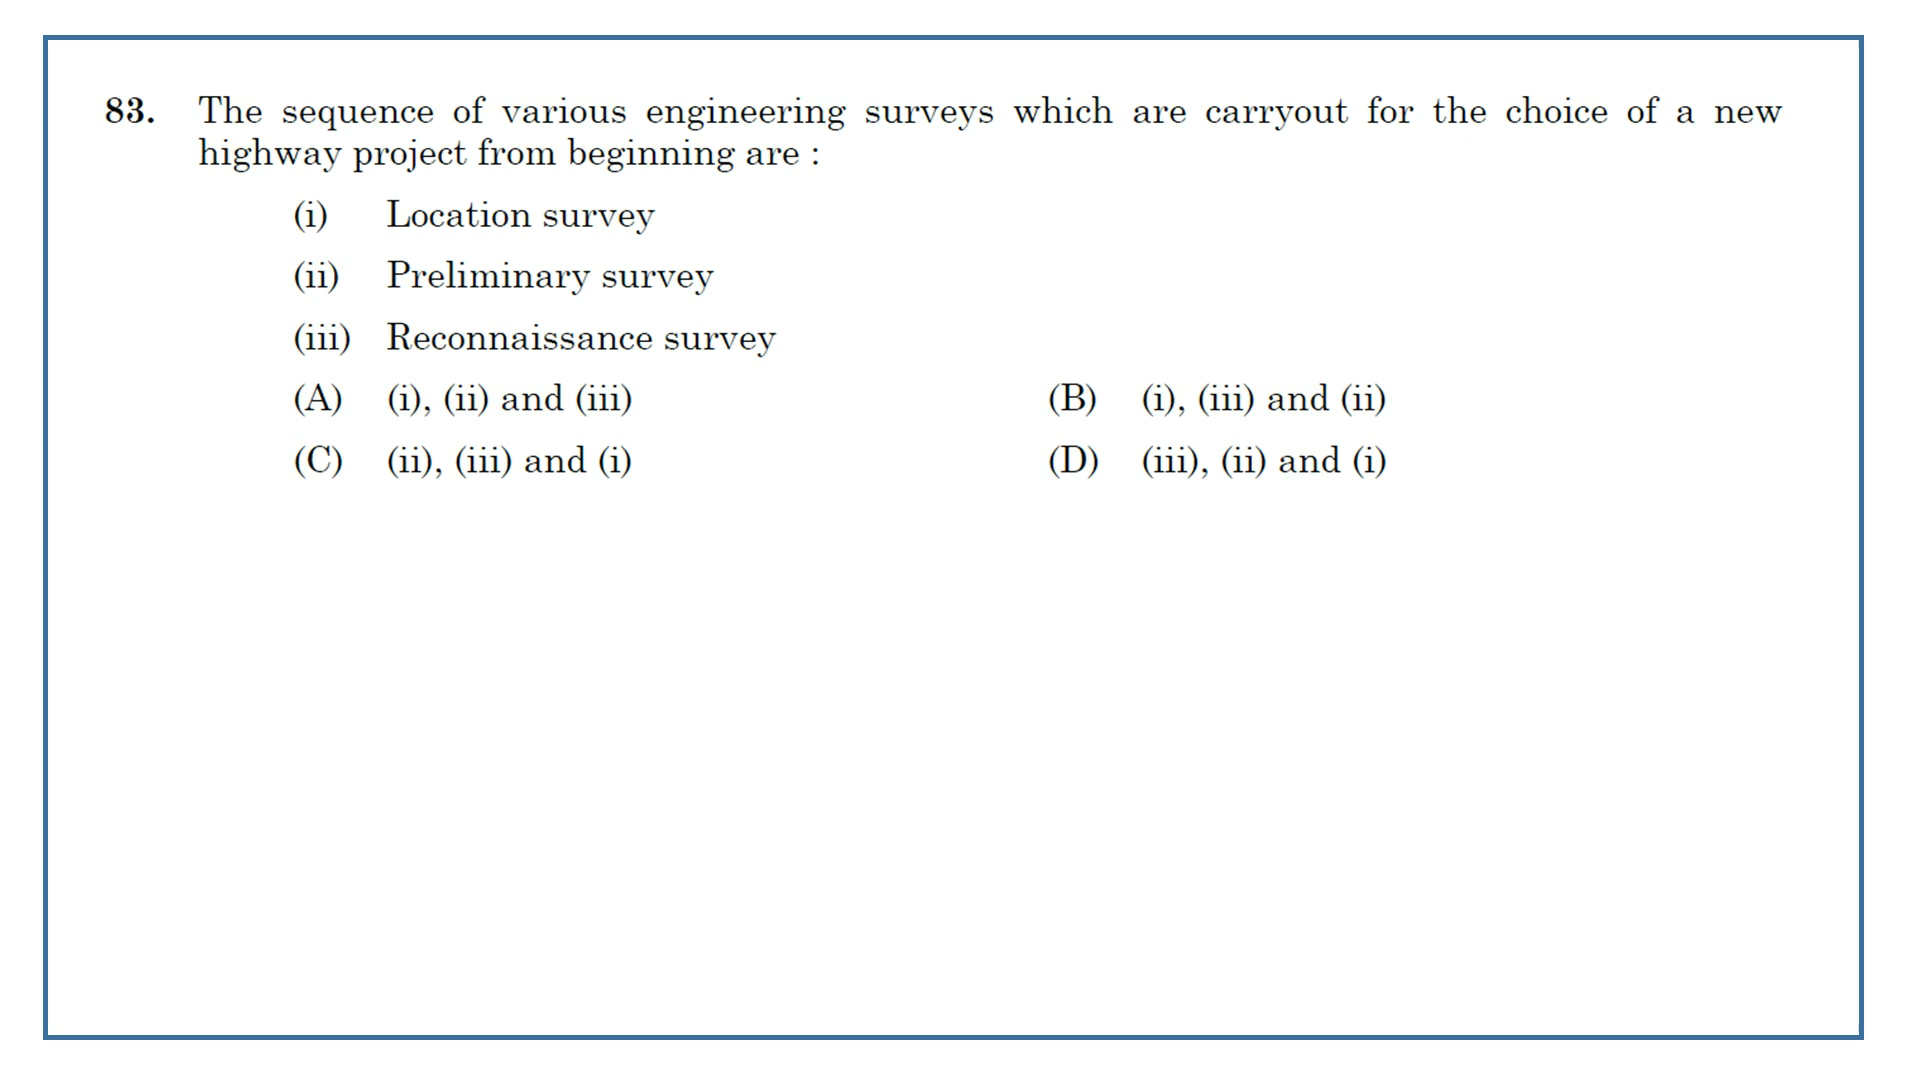 83. The sequence of various engineering surveys which are carryout for the choice of a new
highway project from beginning are :
(i) Location survey
(ii) Preliminary survey
(iii) Reconnaissance survey
(A) (i), (ii) and (iii) (B) (i), (iii) and (ii)
(C) (ii), (iii) and (i) (D) (iii), (ii) and (i)